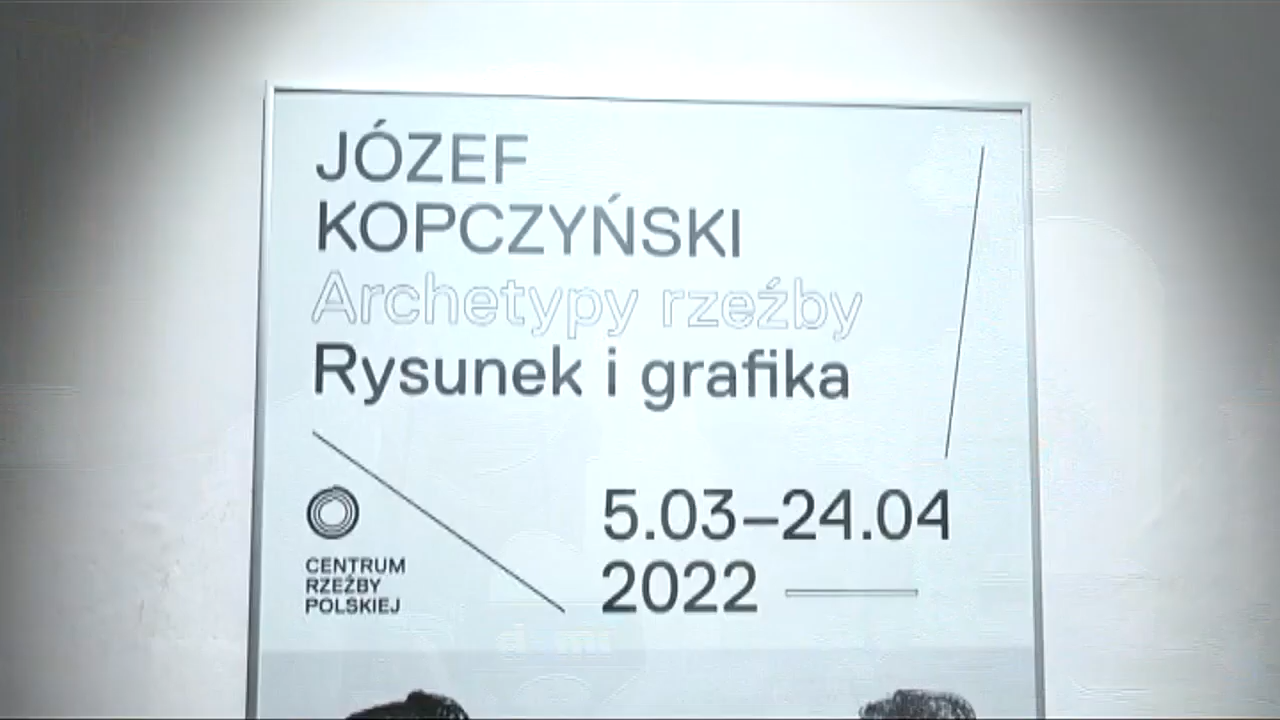 JÓZEF
KOPCZYŃSKI
Archetypy rzeźby
Rysunek i grafika
5.03–24.04
2022
CENTRUM
RZEŹBY
POLSKIEJ